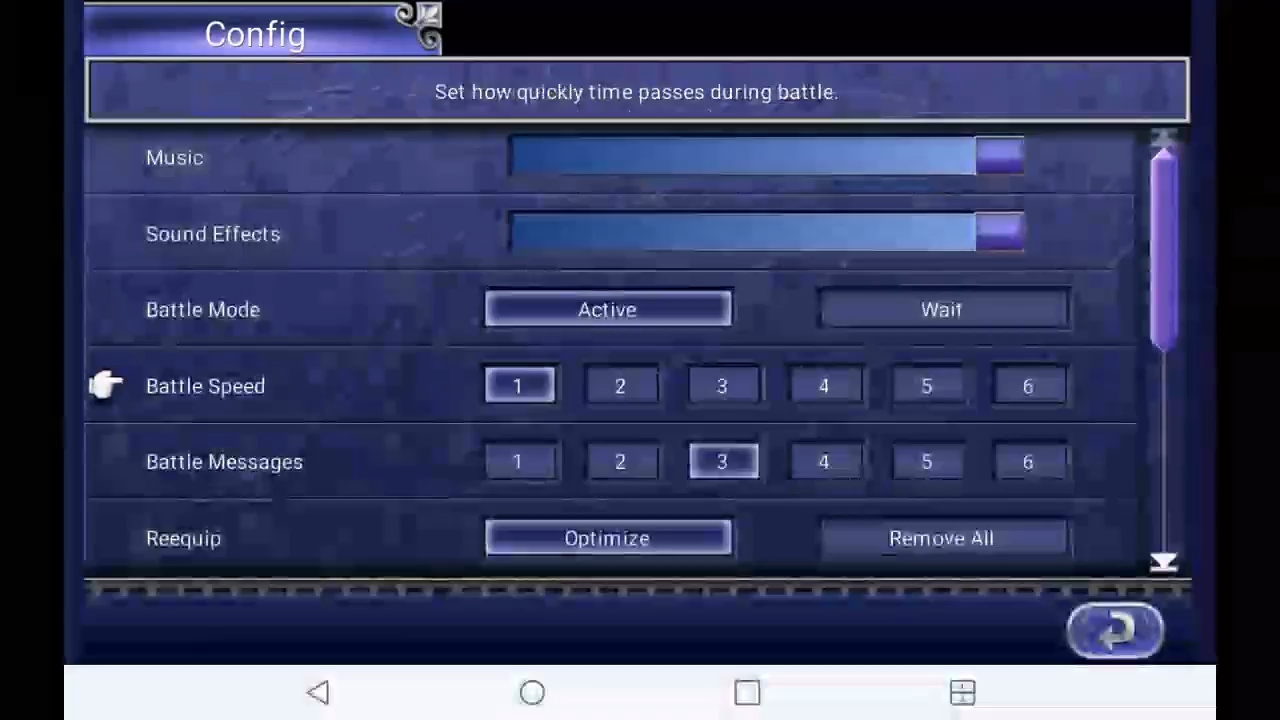 Config
Set how quickly time passes during battle.
Music
Sound Effects
Battle Mode Active Wait
Battle Speed 1 2 3 4 5 6
Battle Messages 1 2 3 4 5 6
Reequip Optimize Remove All